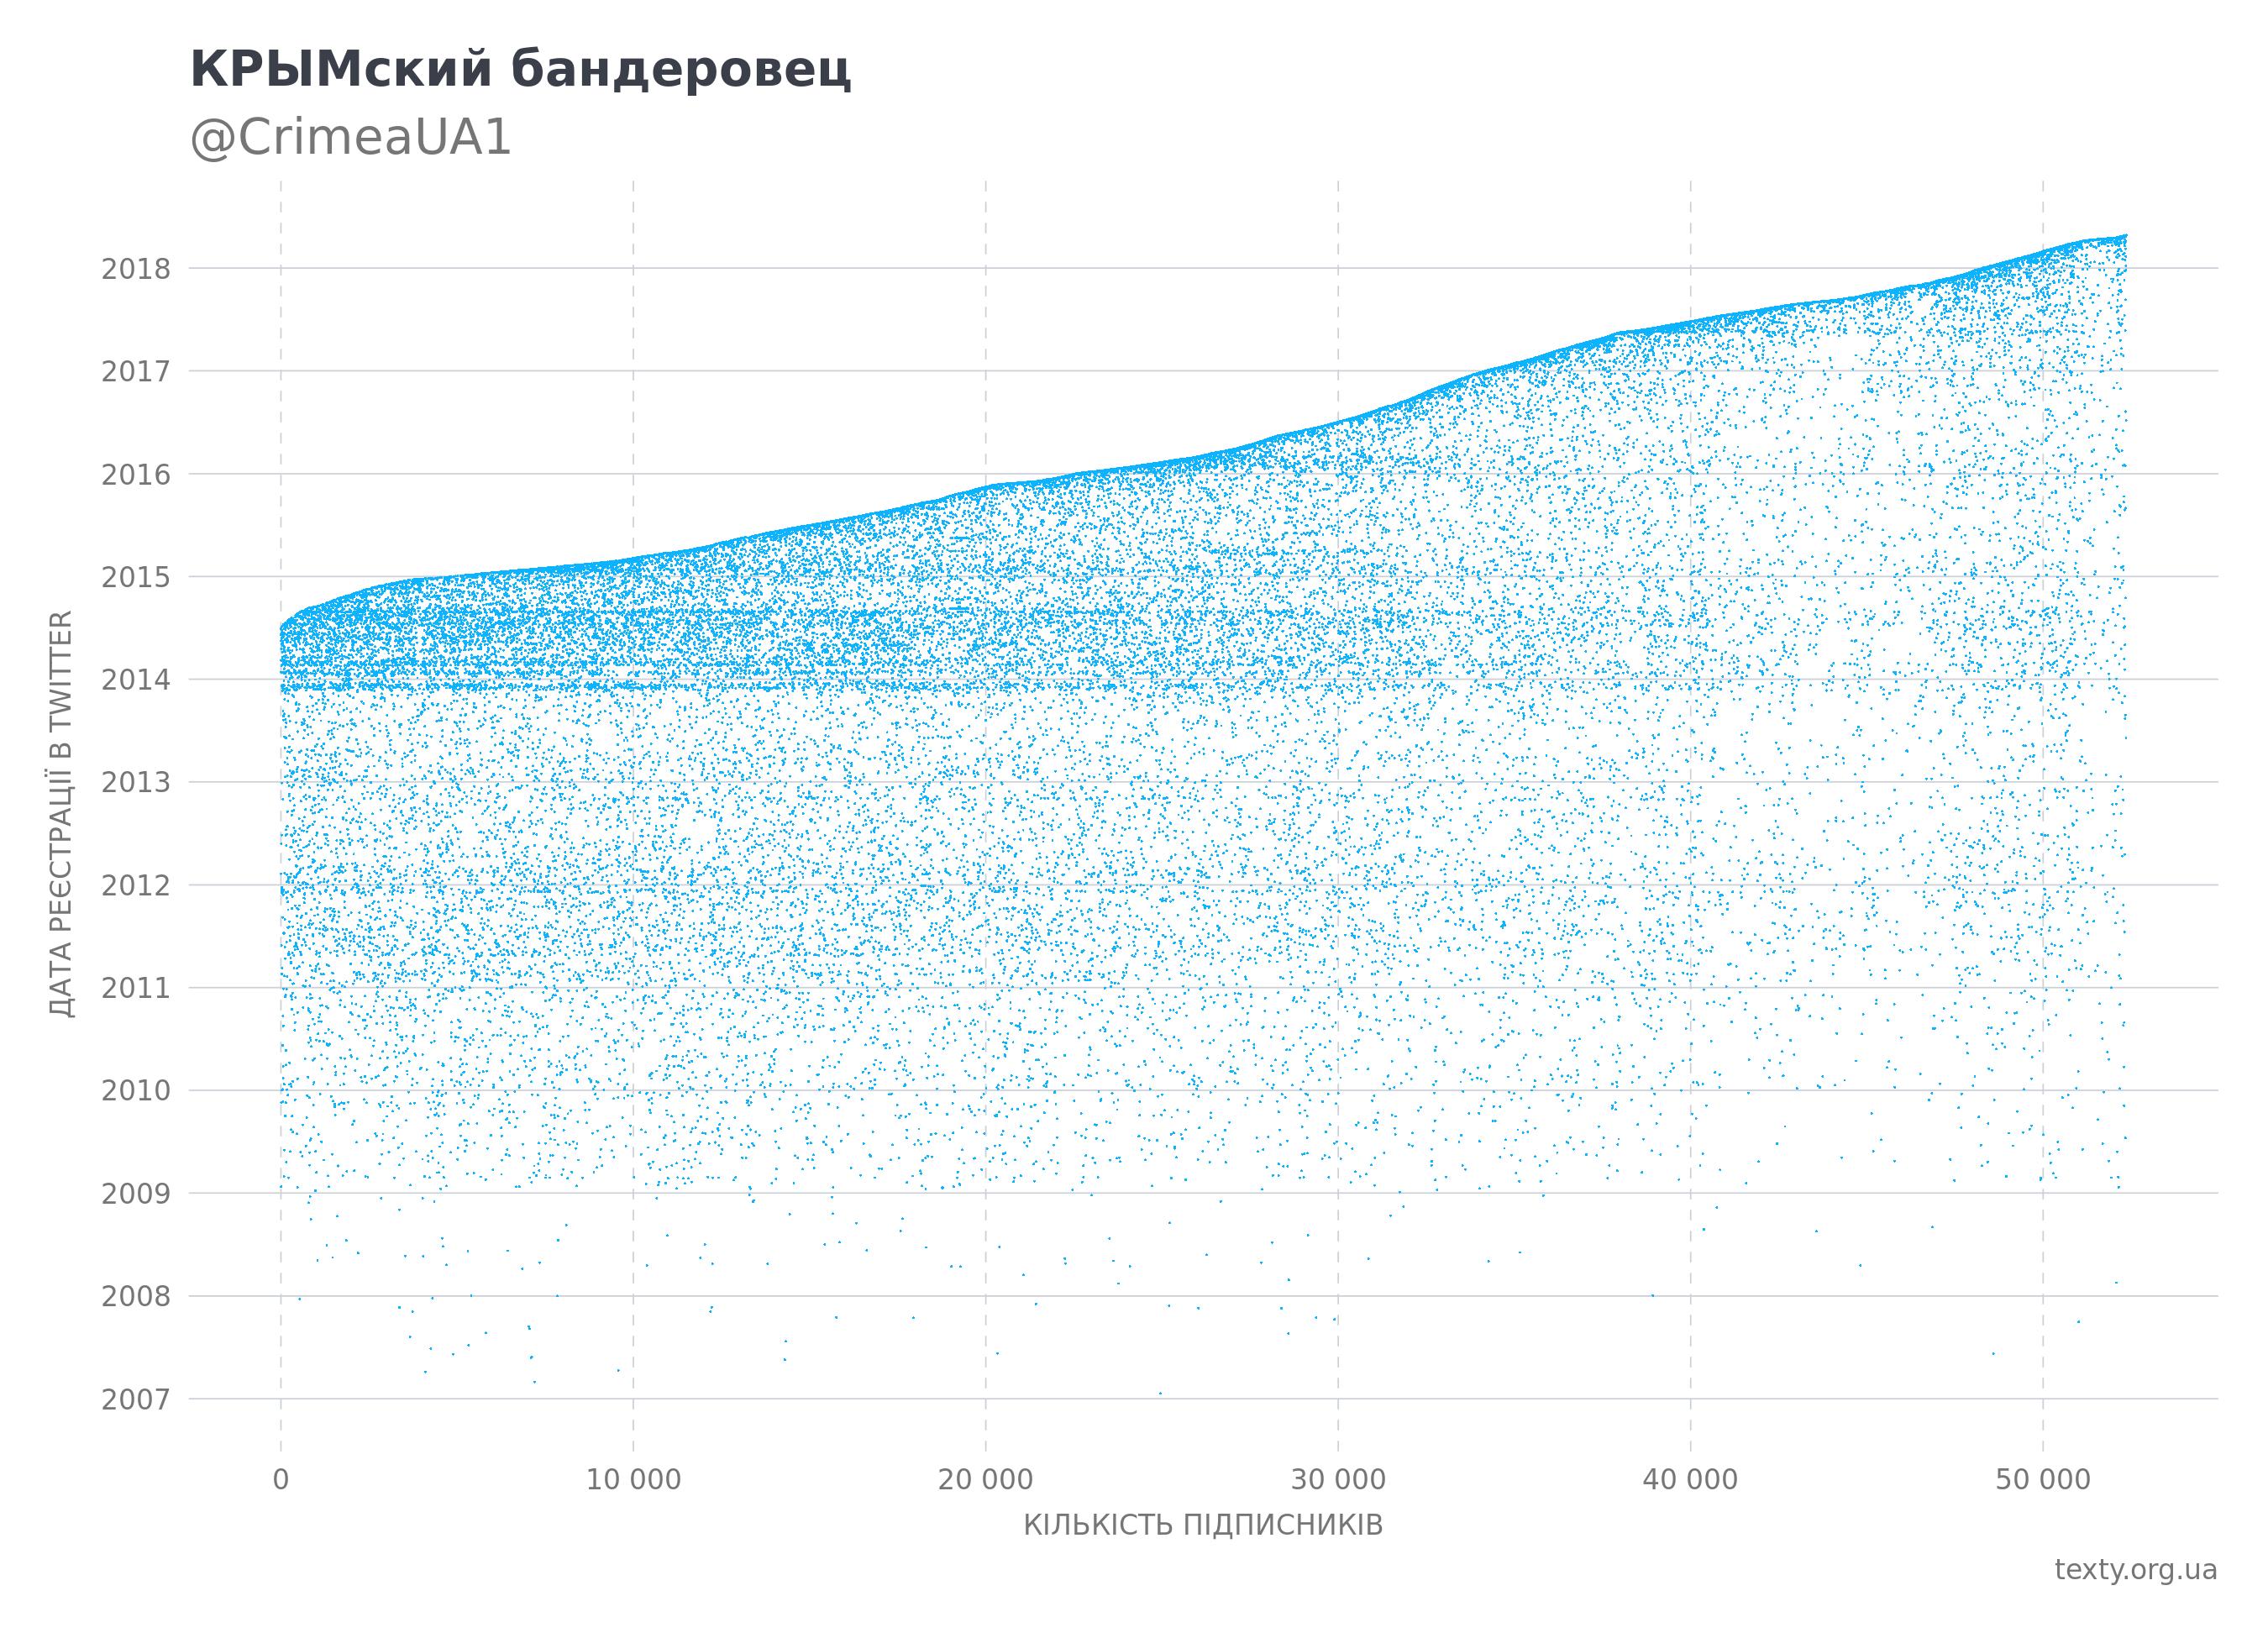 КРЫМский бандеровец
@CrimeaUA1
ДАТА РЕЄСТРАЦІЇ В TWITTER
2018
2017
2016
2015
2014
2013
2012
2011
2010
2009
2008
2007
0 10 000 20 000 30 000 40 000 50 000
КІЛЬКІСТЬ ПІДПИСНИКІВ
texty.org.ua